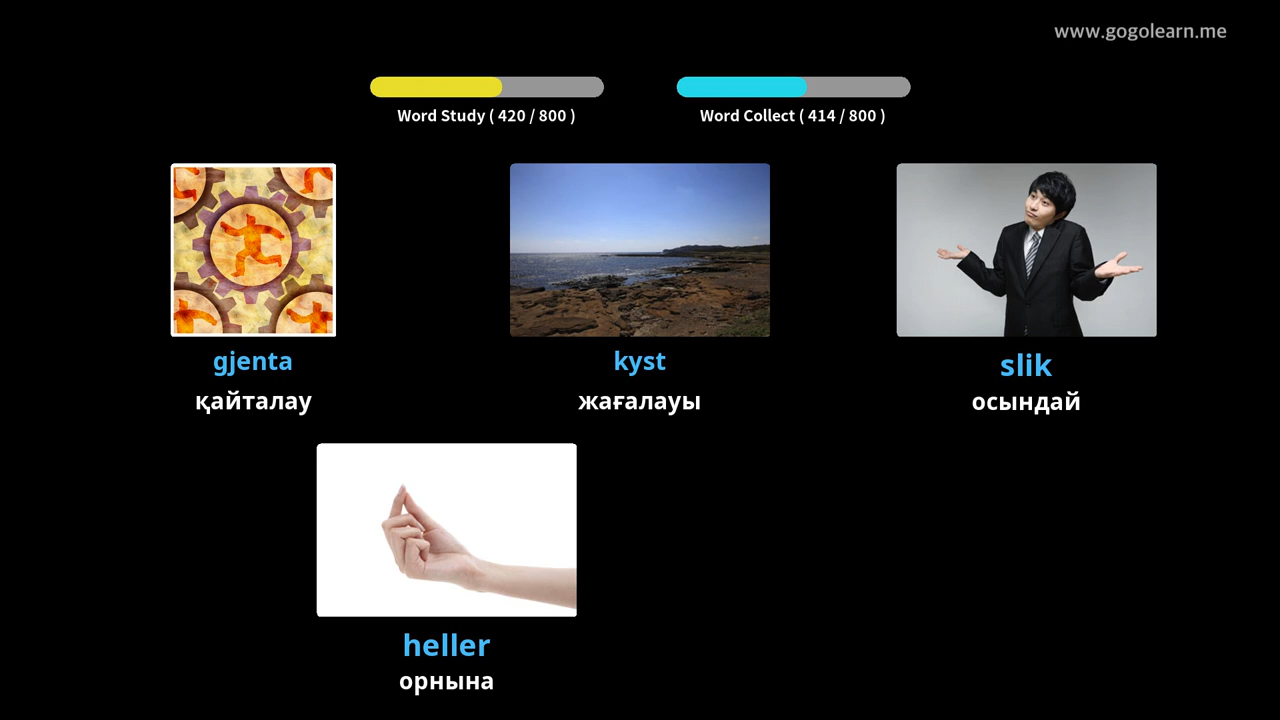 www.gogolearn.me
Word Study ( 420 / 800 )
Word Collect ( 414 / 800 )
gjenta
қайталау
kyst
жағалауы
slik
осындай
heller
орнына